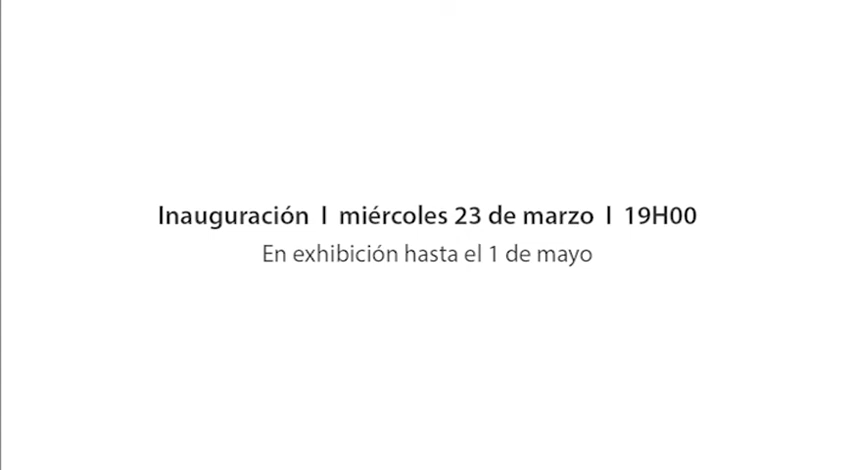 Inauguración I miércoles 23 de marzo I 19H00
En exhibición hasta el 1 de mayo